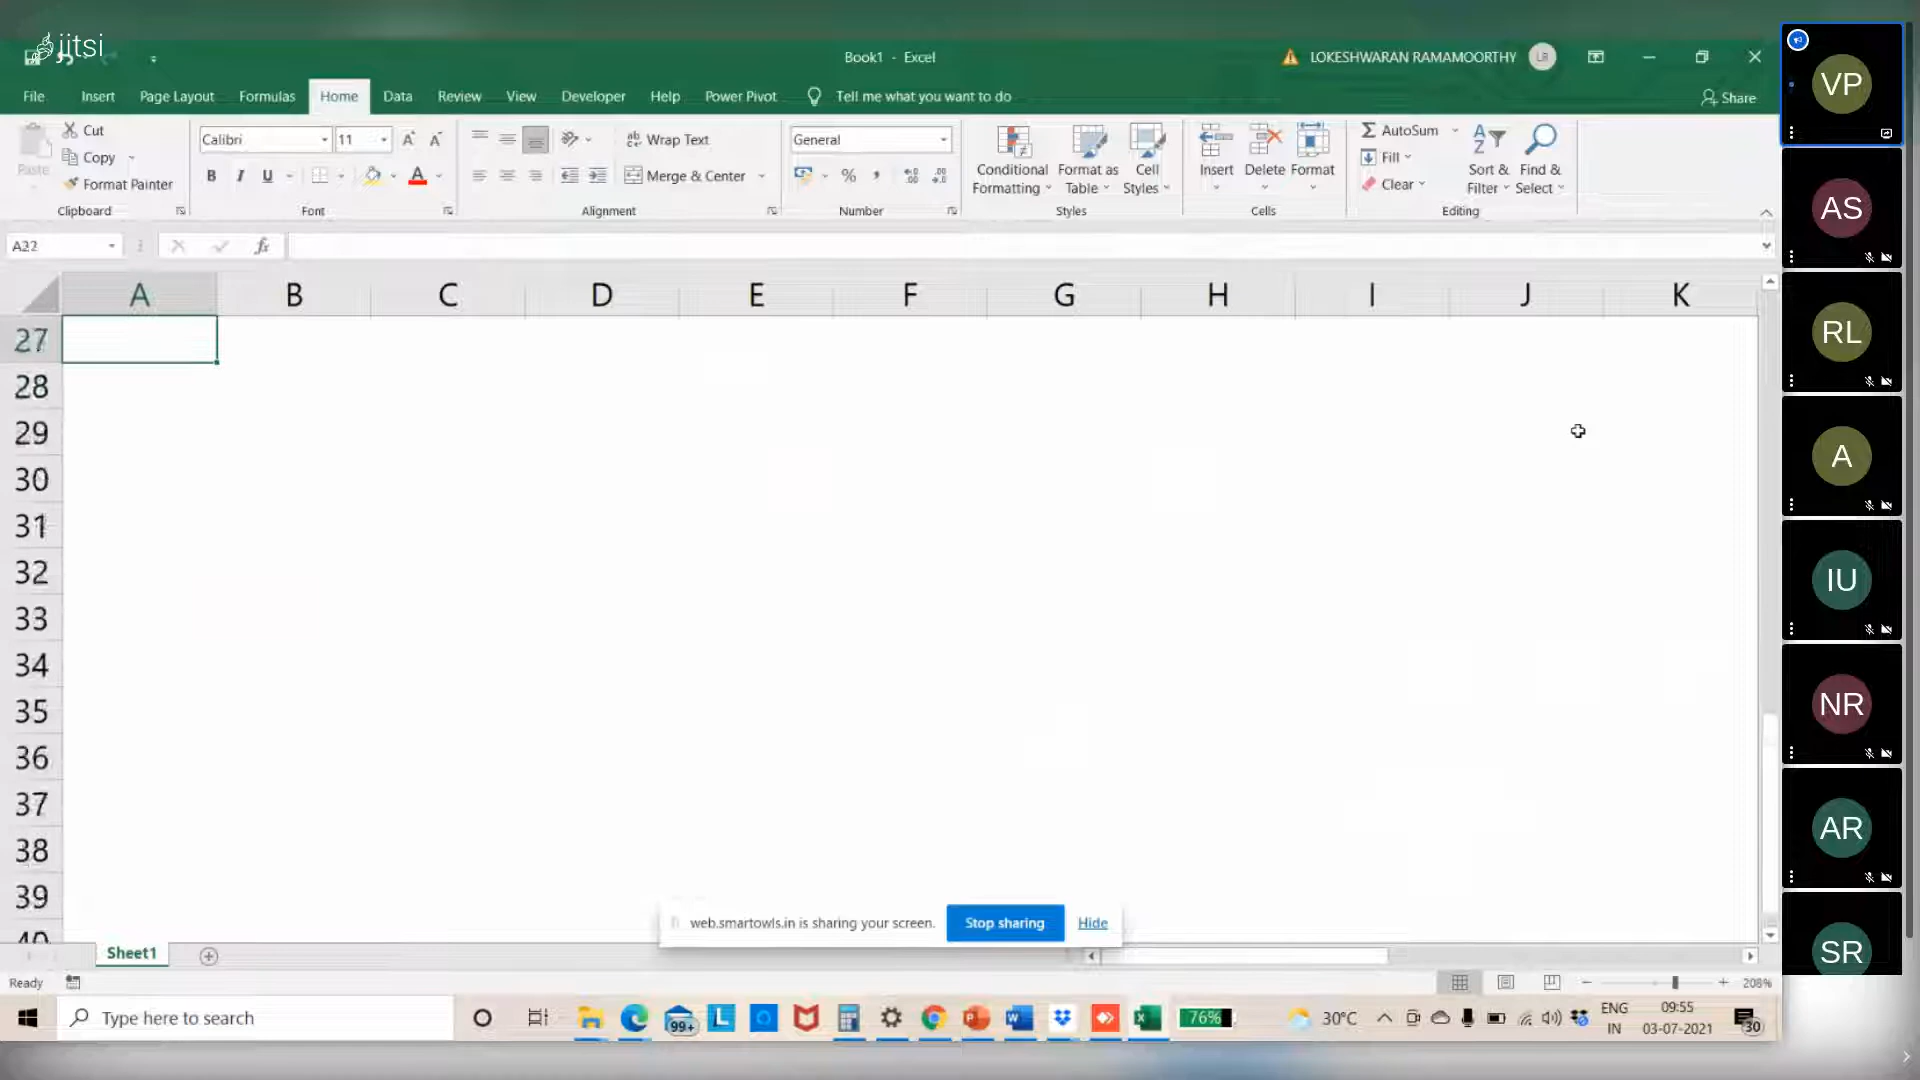 jitsi
Book1 - Excel
LOKESHWARAN RAMAMOORTHY
LR
File Insert Page Layout Formulas Home Data Review View Developer Help Power Pivot Tell me what you want to do
Share
Paste
Cut
Copy
Format Painter
Clipboard
Calibri 11
B I U A
Font
Wrap Text
Merge & Center
Alignment
General
%
Number
Conditional Formatting
Format as Table
Cell Styles
Styles
Insert Delete Format
Cells
AutoSum
Fill
Clear
Sort & Filter
Find & Select
Editing
fx
A B C D E F G H I J K
27
28
29
30
31
32
33
34
35
36
37
38
39
40
web.smartowls.in is sharing your screen. Stop sharing Hide
Sheet1
Ready
208%
Type here to search
99+
76%
30°C
ENG
IN
09:55
03-07-2021
30
VP
AS
RL
A
IU
NR
AR
SR